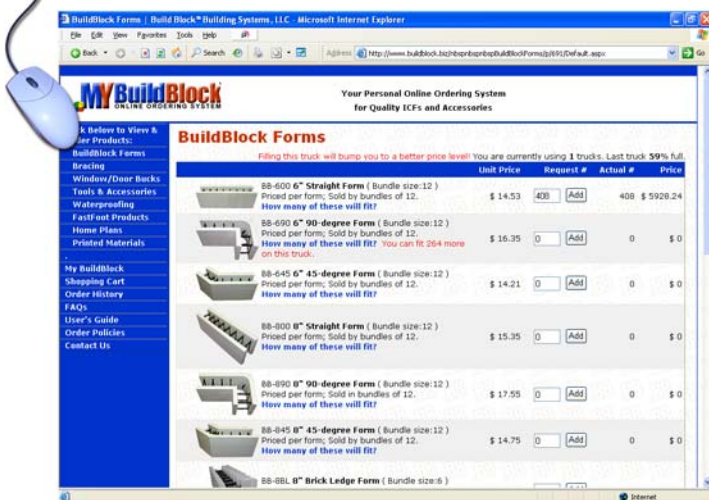 BuildBlock Forms | Build Block® Building Systems, LLC - Microsoft Internet Explorer
File Edit View Favorites Tools Help
Back Search Address http://www.buildblock.biz/nbspnbspnbspBuildBlockForms/p/691/Default.aspx Go
MYBuildBlock
ONLINE ORDERING SYSTEM
Your Personal Online Ordering System
for Quality ICFs and Accessories
Below to View &
Products:
BuildBlock Forms
Bracing
Window/Door Bucks
Tools & Accessories
Waterproofing
FastFoot Products
Home Plans
Printed Materials
.
My BuildBlock
Shopping Cart
Order History
FAQs
User's Guide
Order Policies
Contact Us
BuildBlock Forms
Filling this truck will bump you to a better price level! You are currently using 1 trucks. Last truck 59% full.
Unit Price Request # Actual # Price
BB-600 6" Straight Form ( Bundle size:12 )
Priced per form; Sold by bundles of 12.
How many of these will fit?
$ 14.53 408 Add 408 $ 5928.24
BB-690 6" 90-degree Form ( Bundle size:12 )
Priced per form; Sold by bundles of 12.
How many of these will fit? You can fit 264 more
on this truck.
$ 16.35 0 Add 0 $ 0
BB-645 6" 45-degree Form ( Bundle size:12 )
Priced per form; Sold by bundles of 12.
How many of these will fit?
$ 14.21 0 Add 0 $ 0
BB-800 8" Straight Form ( Bundle size:12 )
Priced per form; Sold by bundles of 12.
How many of these will fit?
$ 15.35 0 Add 0 $ 0
BB-890 8" 90-degree Form ( Bundle size:12 )
Priced per form; Sold in bundles of 12.
How many of these will fit?
$ 17.55 0 Add 0 $ 0
BB-845 8" 45-degree Form ( Bundle size:12 )
Priced per form; Sold by bundles of 12.
How many of these will fit?
$ 14.75 0 Add 0 $ 0
BB-8BL 8" Brick Ledge Form ( Bundle size:6 )
Internet